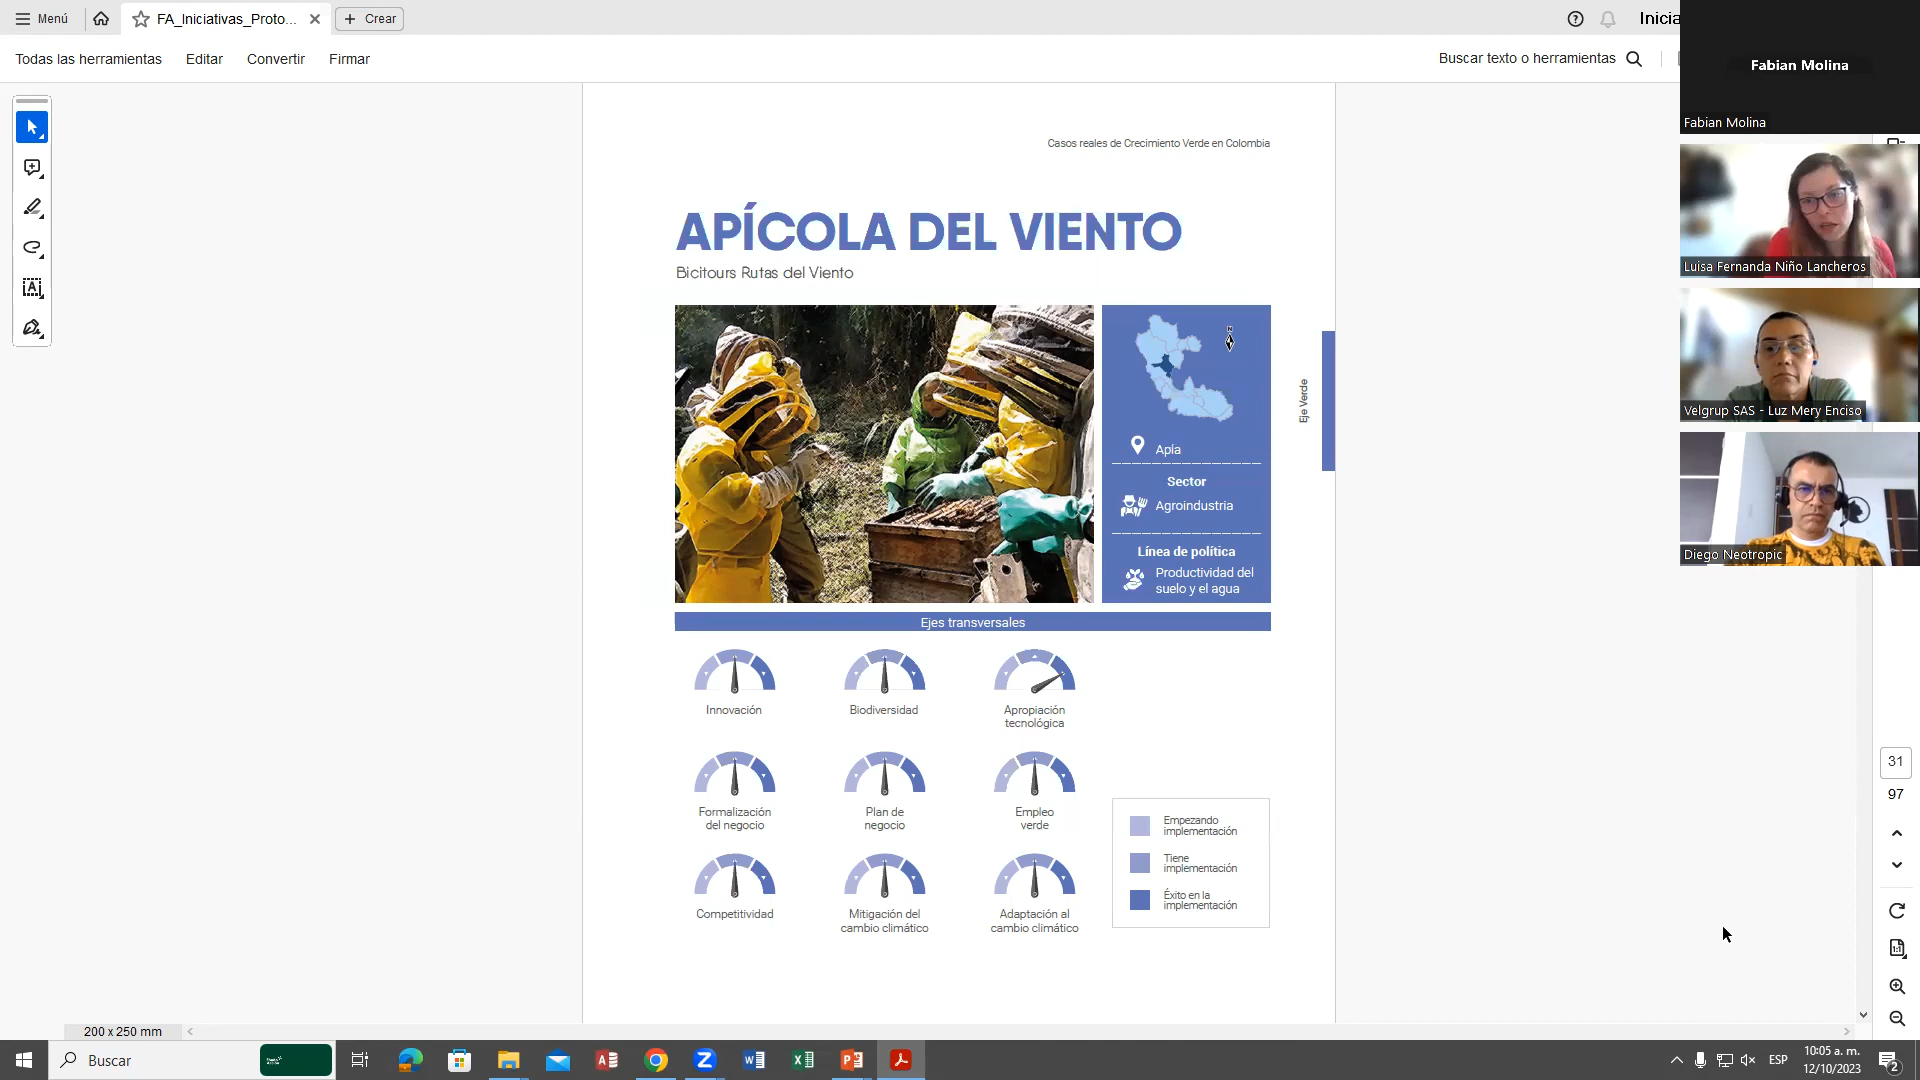 Menú
FA_Iniciativas_Proto...
Crear
Inicia
Todas las herramientas
Editar
Convertir
Firmar
Buscar texto o herramientas
Fabian Molina
Fabian Molina
Luisa Fernanda Niño Lancheros
Velgrup SAS - Luz Mery Enciso
Diego Neotropic
Casos reales de Crecimiento Verde en Colombia
APÍCOLA DEL VIENTO
Bicitours Rutas del Viento
N
Apía
Sector
Agroindustria
Línea de política
Productividad del
suelo y el agua
Eje Verde
Ejes transversales
Innovación
Biodiversidad
Apropiación
tecnológica
Formalización
del negocio
Plan de
negocio
Empleo
verde
Competitividad
Mitigación del
cambio climático
Adaptación al
cambio climático
Empezando
implementación
Tiene
implementación
Éxito en la
implementación
31
97
200 x 250 mm
Buscar
ESP
10:05 a. m.
12/10/2023
2